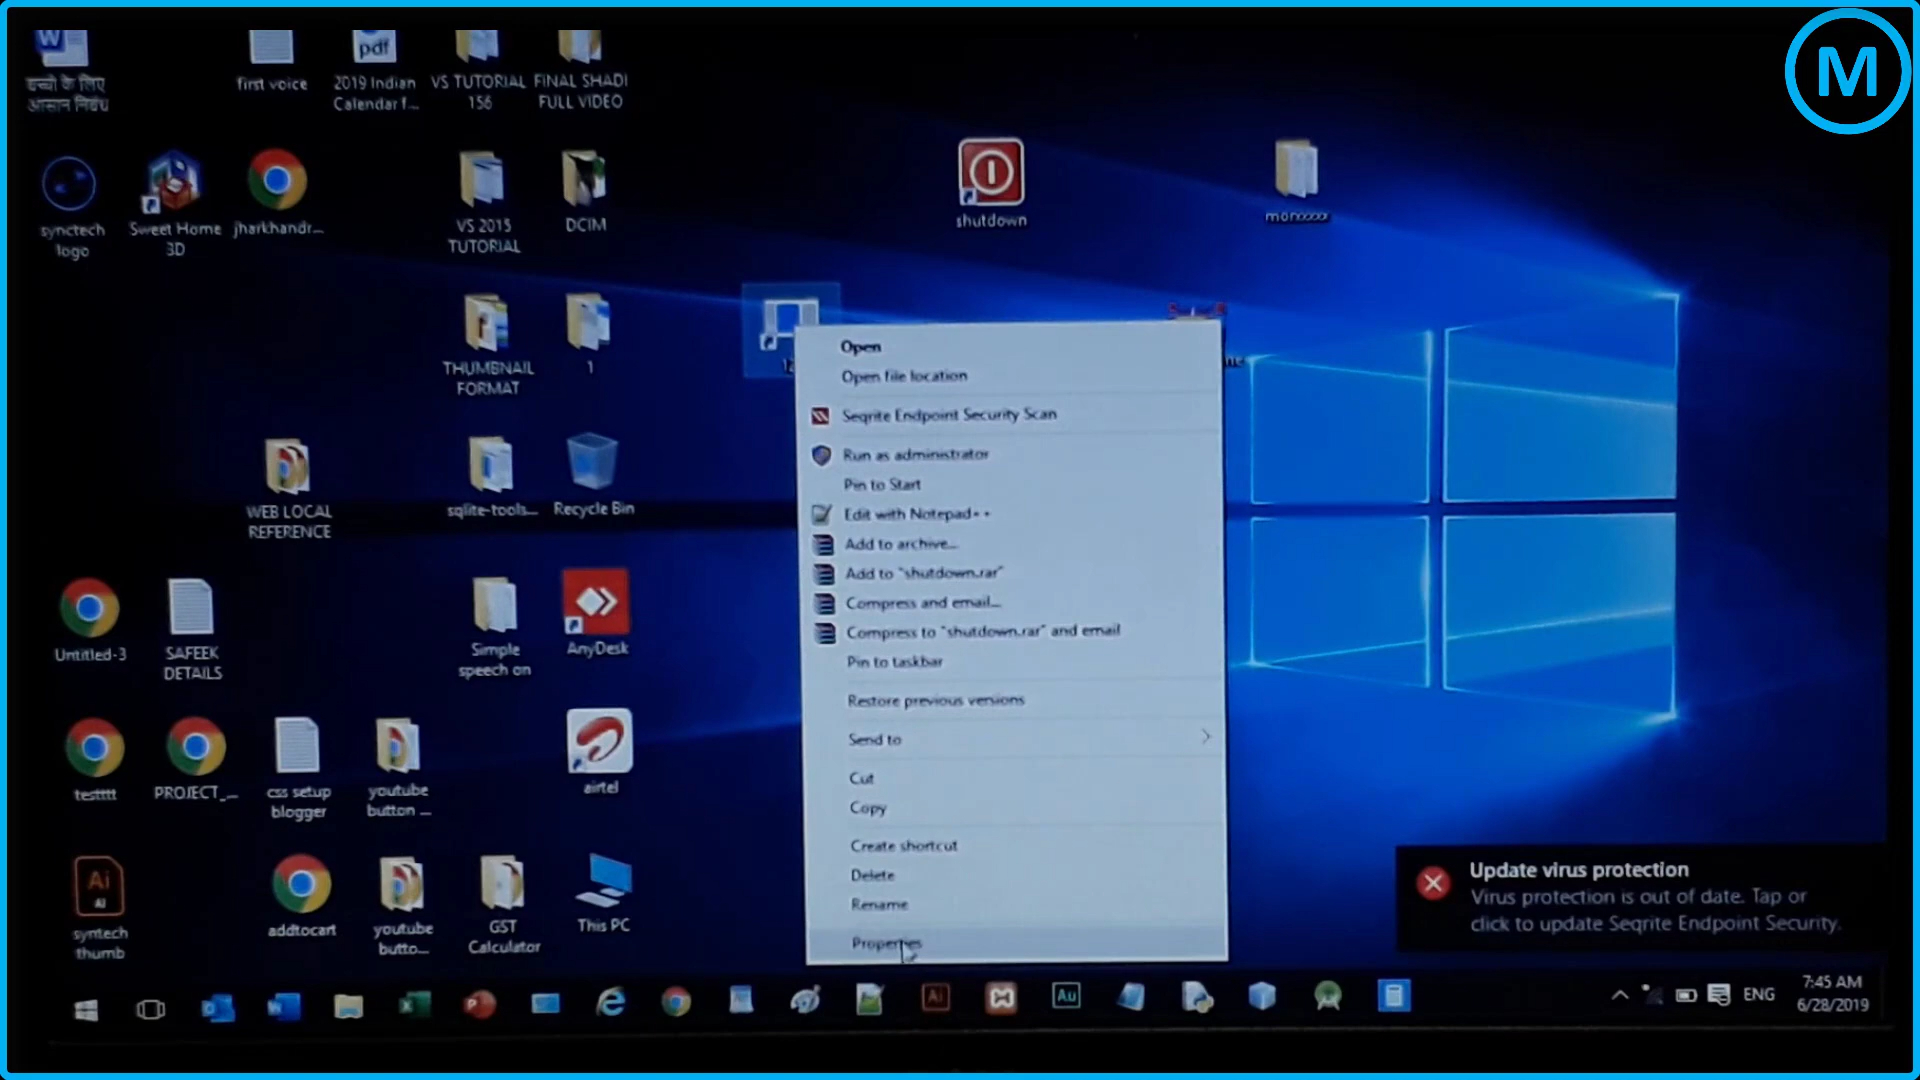 M
बच्चो के लिए
आसान निबंध
first voice
2019 Indian
Calendar f...
VS TUTORIAL
156
FINAL SHADI
FULL VIDEO
synctech
logo
Sweet Home
3D
jharkhandr...
VS 2015
TUTORIAL
DCIM
shutdown
monxxxx
THUMBNAIL
FORMAT
1
WEB LOCAL
REFERENCE
sqlite-tools...
Recycle Bin
Untitled-3
SAFEEK
DETAILS
Simple
speech on
AnyDesk
testttt
PROJECT_...
css setup
blogger
youtube
button ...
airtel
syntech
thumb
addtocart
youtube
butto...
GST
Calculator
This PC
Open
Open file location
Seqrite Endpoint Security Scan
Run as administrator
Pin to Start
Edit with Notepad++
Add to archive...
Add to "shutdown.rar"
Compress and email...
Compress to "shutdown.rar" and email
Pin to taskbar
Restore previous versions
Send to
Cut
Copy
Create shortcut
Delete
Rename
Properties
Update virus protection
Virus protection is out of date. Tap or
click to update Seqrite Endpoint Security.
ENG
7:45 AM
6/28/2019
pdf
Ai
Au